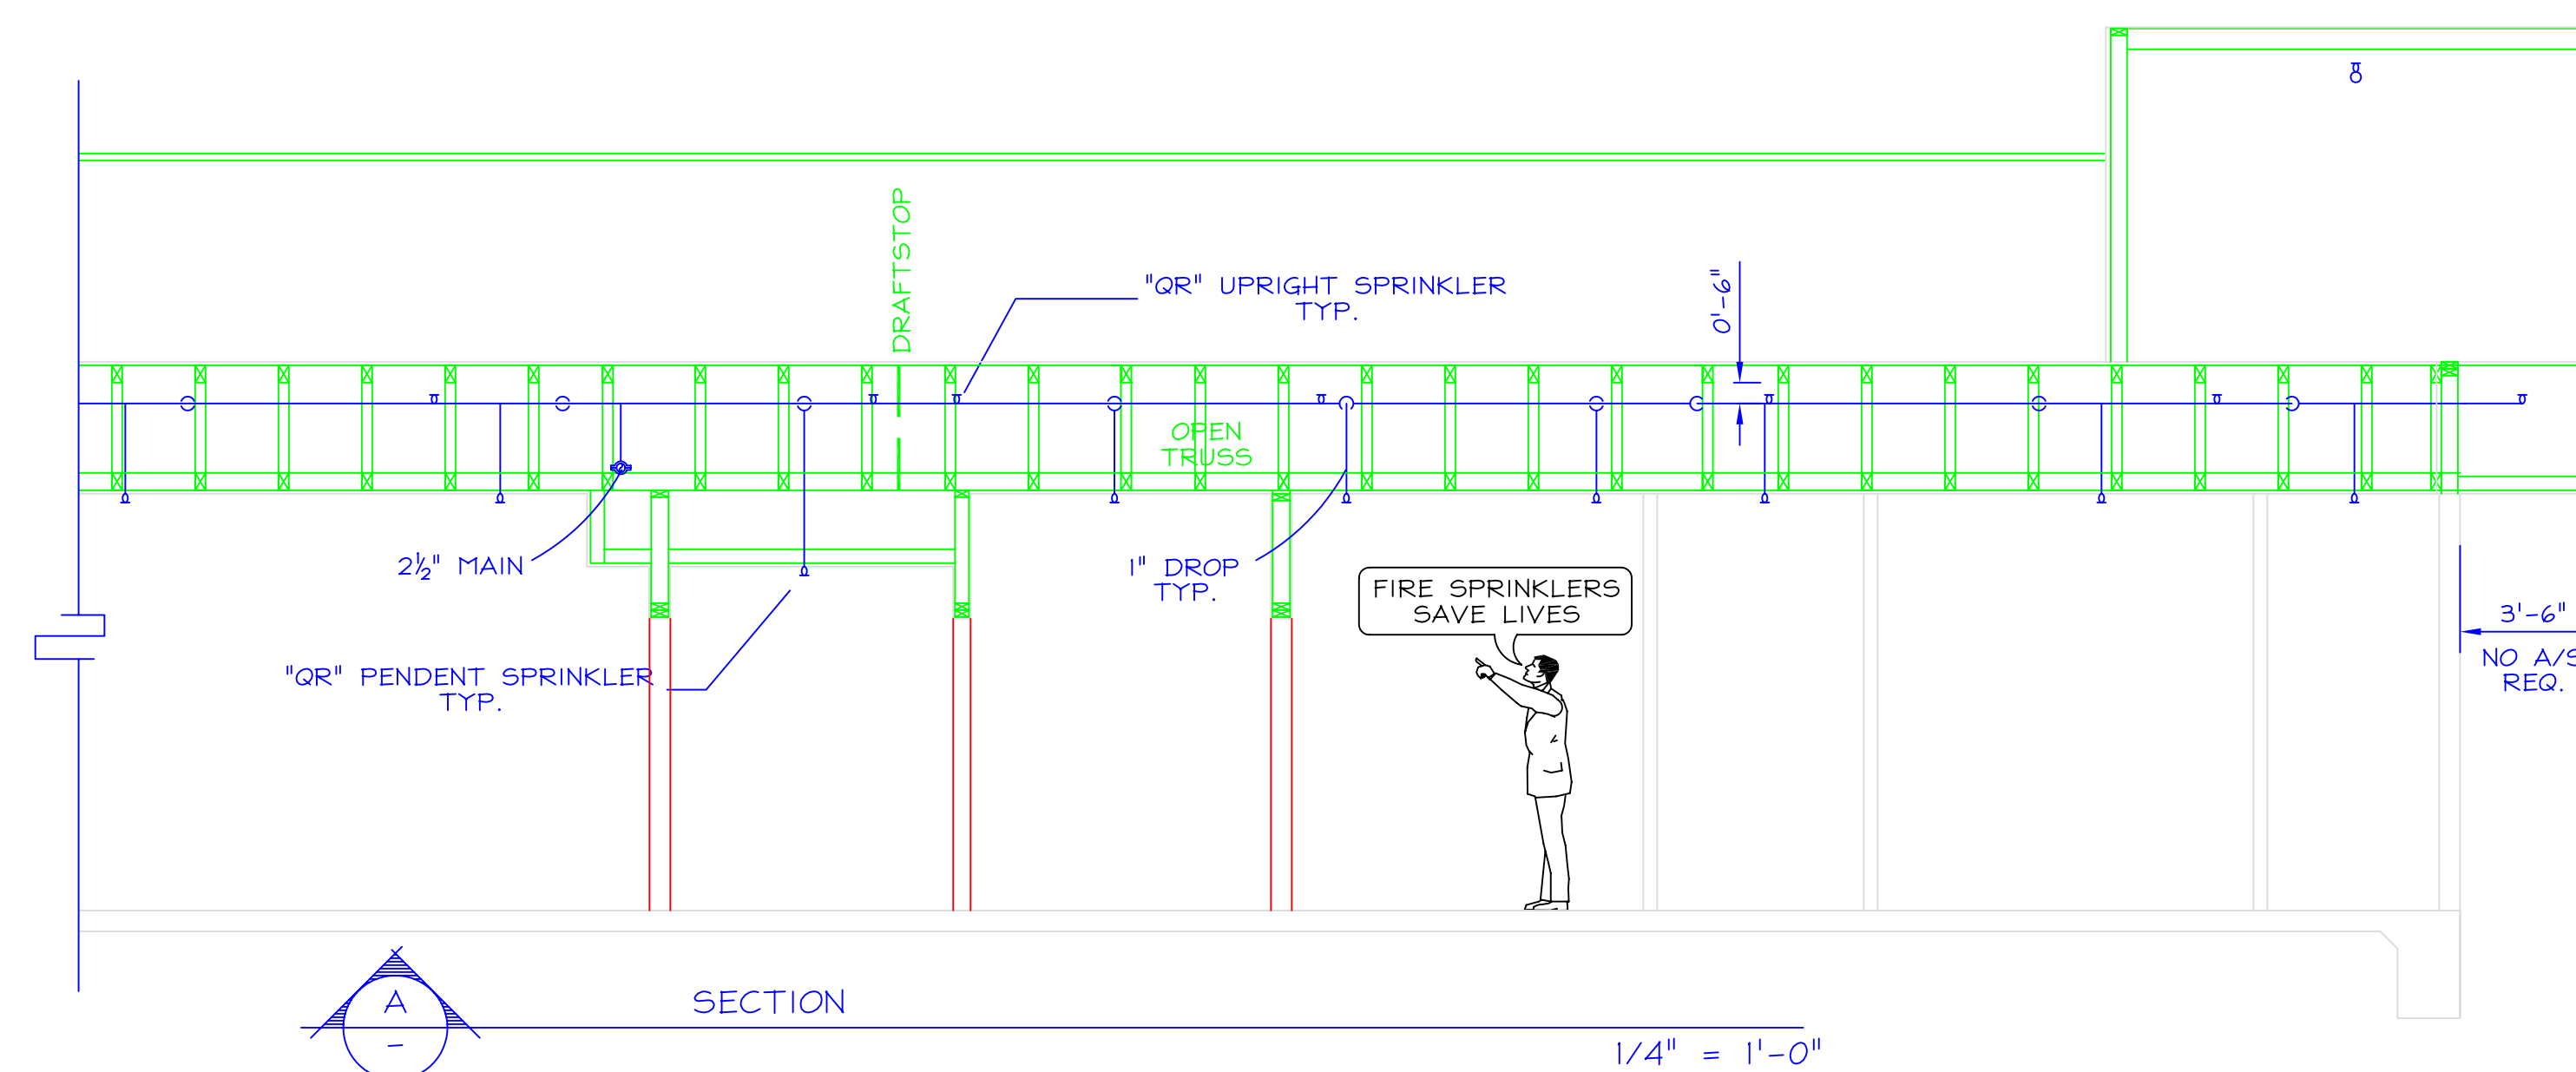 DRAFTSTOP
"QR" UPRIGHT SPRINKLER
TYP.
0'-6"
OPEN
TRUSS
2½" MAIN
1" DROP
TYP.
FIRE SPRINKLERS
SAVE LIVES
3'-6"
NO A/S
REQ.
"QR" PENDENT SPRINKLER
TYP.
A
-
SECTION
1/4" = 1'-0"